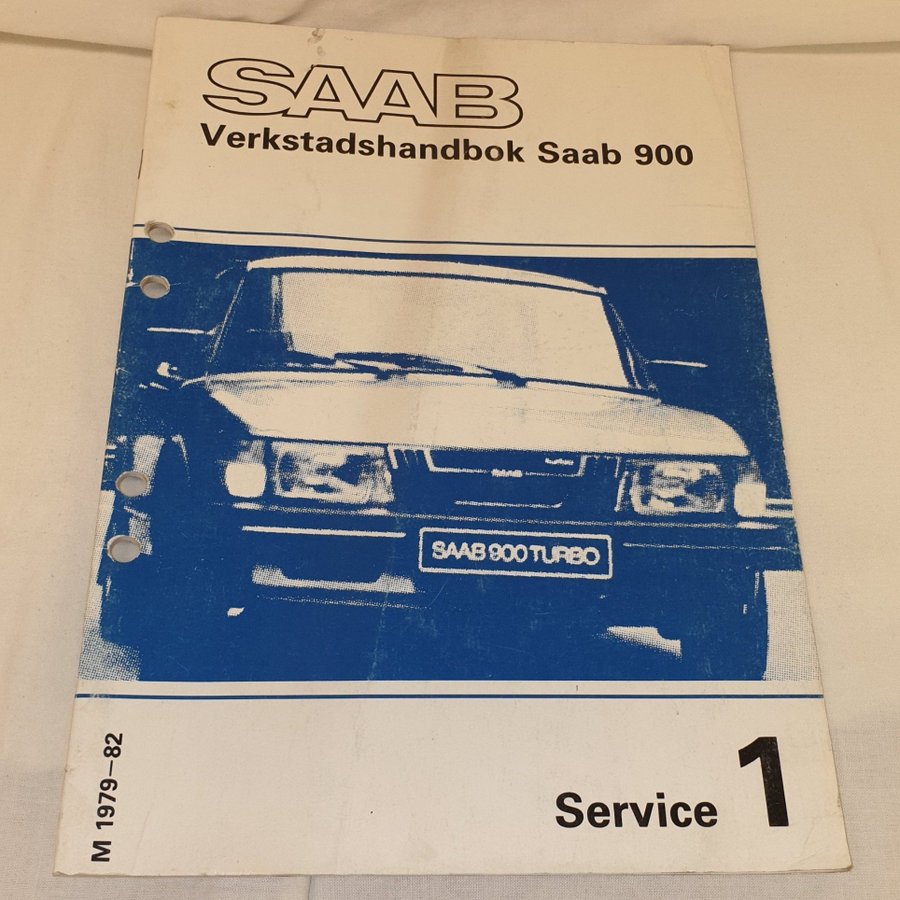 SAAB
Verkstadshandbok Saab 900
SAAB
SAAB 900 TURBO
M 1979-82
Service 1